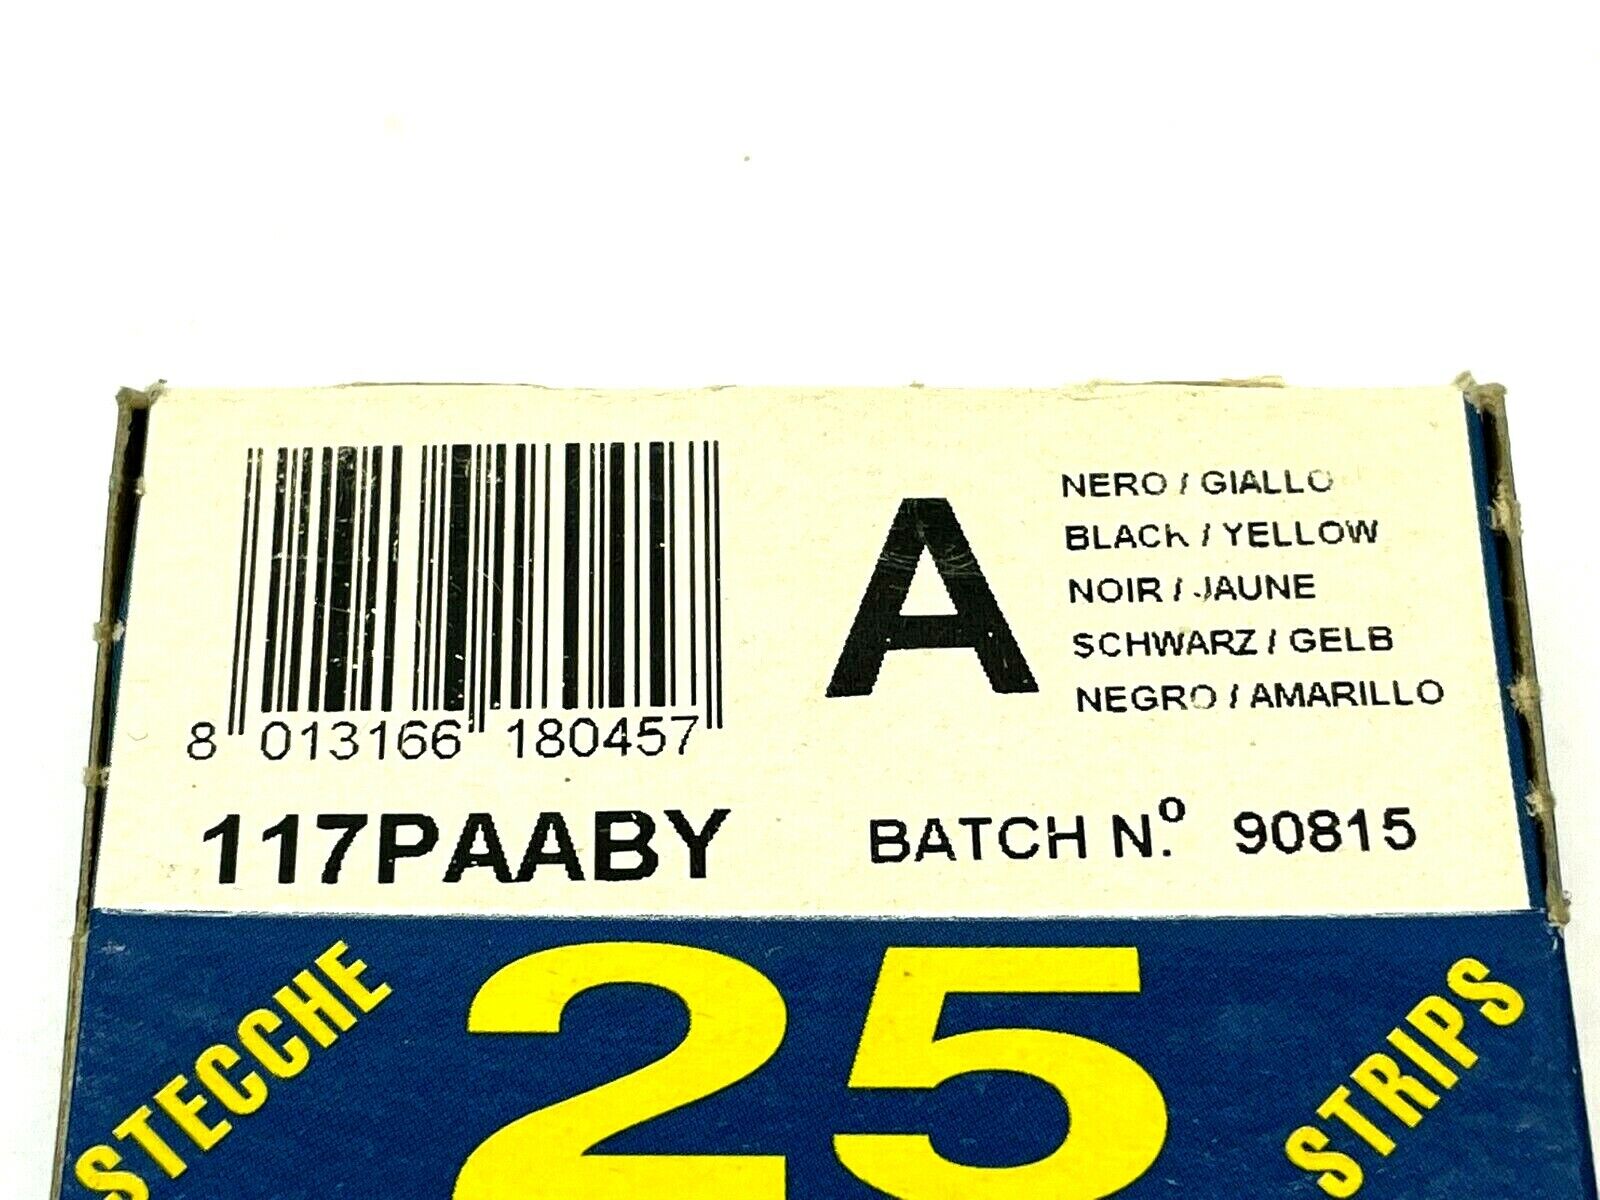 A
NERO / GIALLO
BLACK / YELLOW
NOIR / JAUNE
SCHWARZ / GELB
NEGRO / AMARILLO
8 013166 180457
117PAABY
BATCH N.º 90815
STECCHE
25
STRIPS